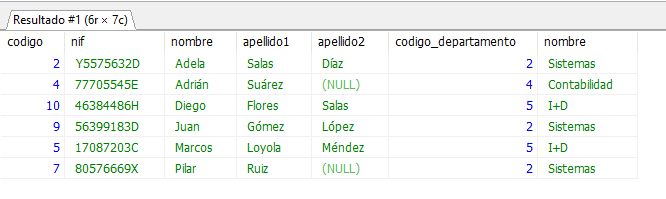 Resultado #1 (6r × 7c)
codigo nif nombre apellido1 apellido2 codigo_departamento nombre
2 Y5575632D Adela Salas Díaz 2 Sistemas
4 77705545E Adrián Suárez (NULL) 4 Contabilidad
10 46384486H Diego Flores Salas 5 I+D
9 56399183D Juan Gómez López 2 Sistemas
5 17087203C Marcos Loyola Méndez 5 I+D
7 80576669X Pilar Ruiz (NULL) 2 Sistemas